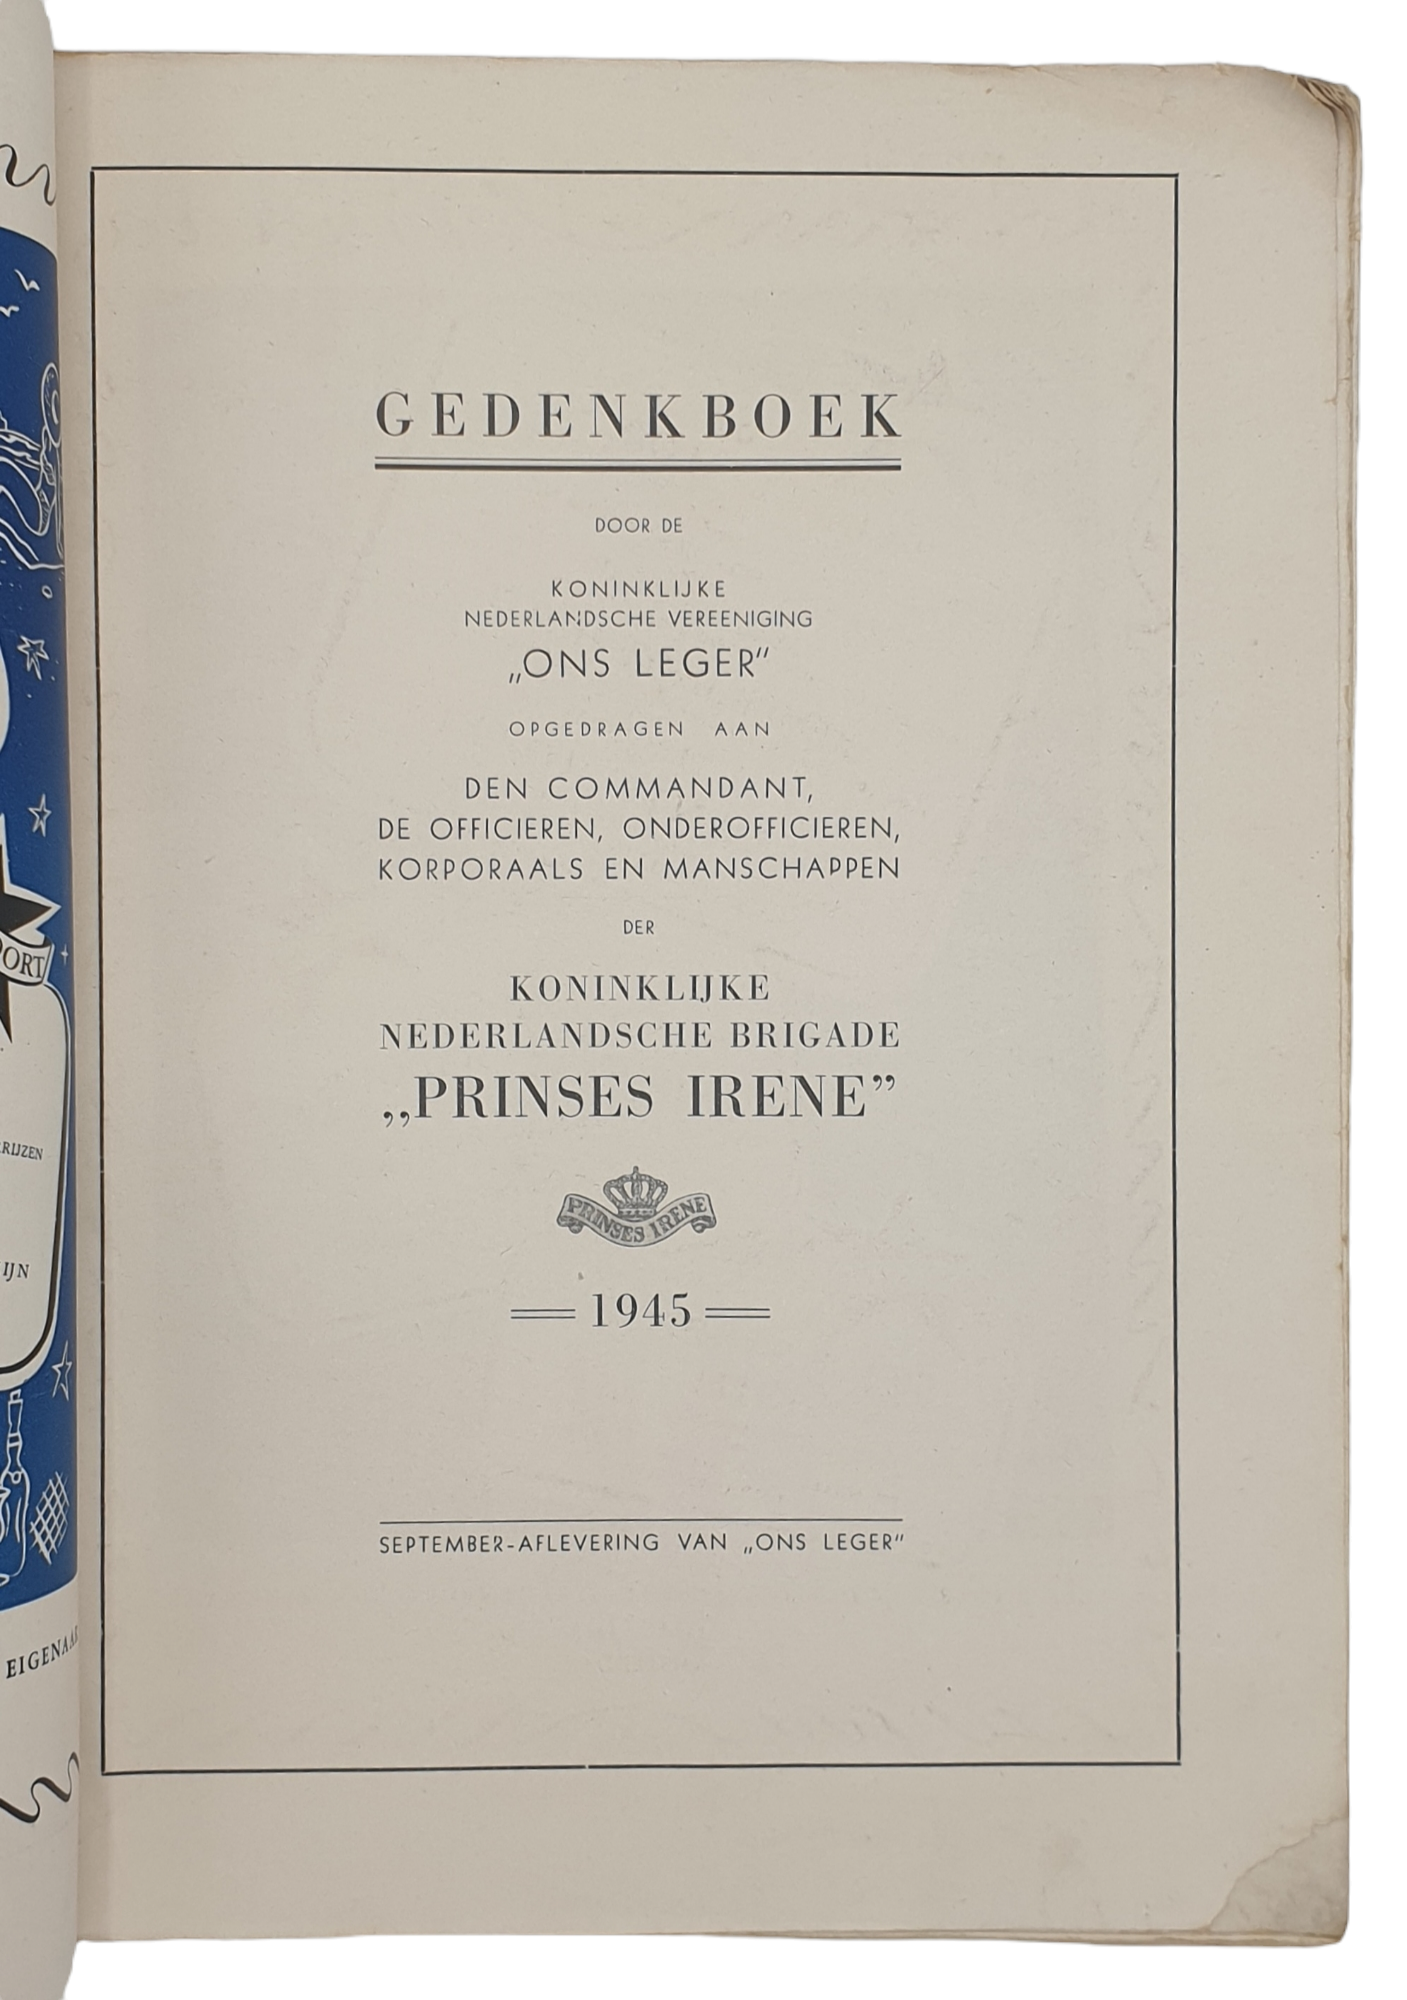 GEDENKBOEK
DOOR DE
KONINKLIJKE
NEDERLANDSCHE VEREENIGING
„ONS LEGER“
OPGEDRAGEN AAN
DEN COMMANDANT,
DE OFFICIEREN, ONDEROFFICIEREN,
KORPORAALS EN MANSCHAPPEN
DER
KONINKLIJKE
NEDERLANDSCHE BRIGADE
„PRINSES IRENE”
PRINSES IRENE
1945
SEPTEMBER-AFLEVERING VAN „ONS LEGER“